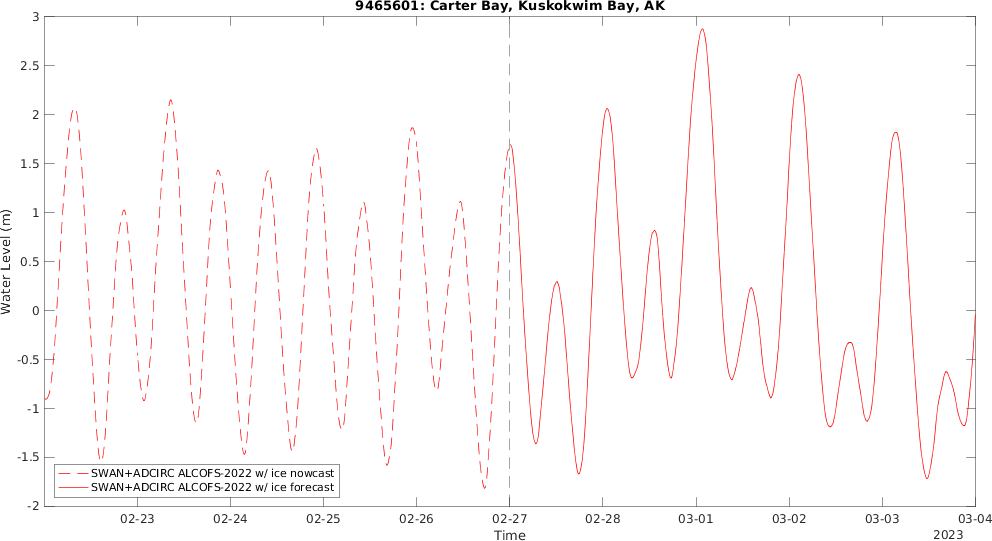 9465601: Carter Bay, Kuskokwim Bay, AK
3
2.5
2
1.5
1
0.5
0
-0.5
-1
-1.5
-2
Water Level (m)
SWAN+ADCIRC ALCOFS-2022 w/ ice nowcast
SWAN+ADCIRC ALCOFS-2022 w/ ice forecast
02-23 02-24 02-25 02-26 02-27 02-28 03-01 03-02 03-03 03-04
Time
2023